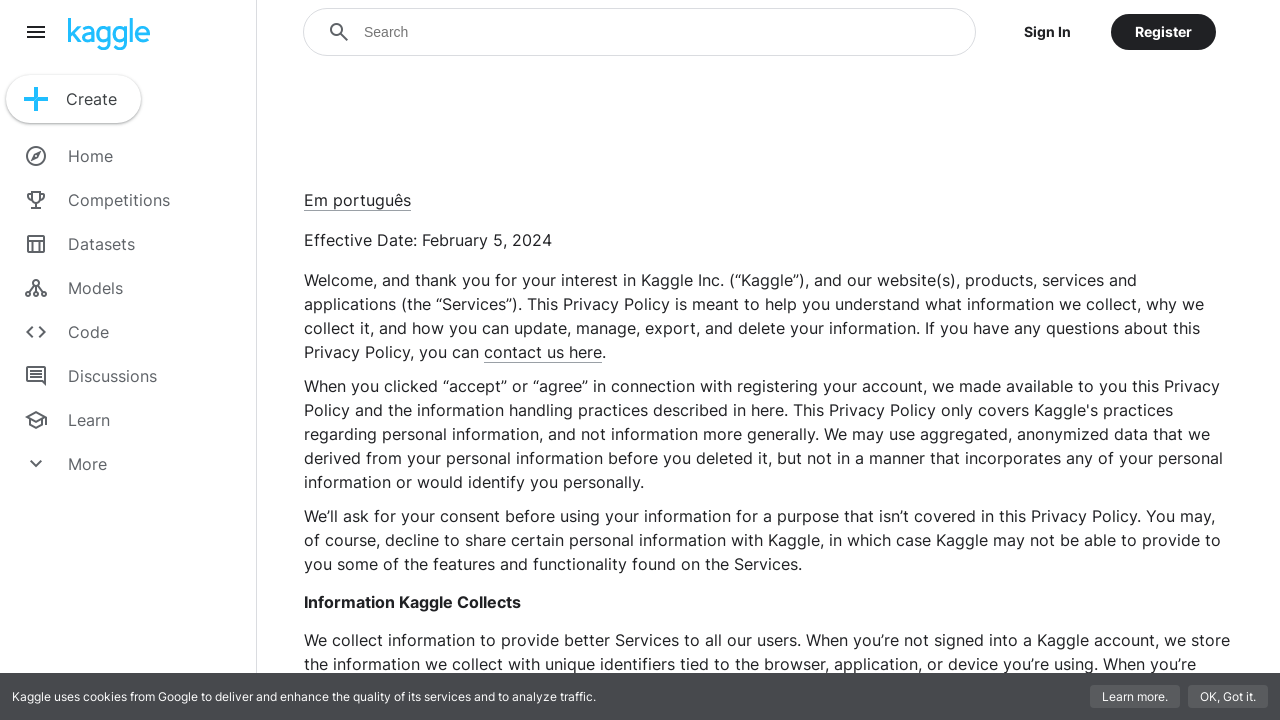 kaggle
Search
Sign In
Register
Create
Home
Competitions
Datasets
Models
Code
Discussions
Learn
More
Em português
Effective Date: February 5, 2024
Welcome, and thank you for your interest in Kaggle Inc. (“Kaggle”), and our website(s), products, services and
applications (the “Services”). This Privacy Policy is meant to help you understand what information we collect, why we
collect it, and how you can update, manage, export, and delete your information. If you have any questions about this
Privacy Policy, you can contact us here.
When you clicked “accept” or “agree” in connection with registering your account, we made available to you this Privacy
Policy and the information handling practices described in here. This Privacy Policy only covers Kaggle's practices
regarding personal information, and not information more generally. We may use aggregated, anonymized data that we
derived from your personal information before you deleted it, but not in a manner that incorporates any of your personal
information or would identify you personally.
We’ll ask for your consent before using your information for a purpose that isn’t covered in this Privacy Policy. You may,
of course, decline to share certain personal information with Kaggle, in which case Kaggle may not be able to provide to
you some of the features and functionality found on the Services.
Information Kaggle Collects
We collect information to provide better Services to all our users. When you’re not signed into a Kaggle account, we store
the information we collect with unique identifiers tied to the browser, application, or device you’re using. When you’re
Kaggle uses cookies from Google to deliver and enhance the quality of its services and to analyze traffic.
Learn more.
OK, Got it.